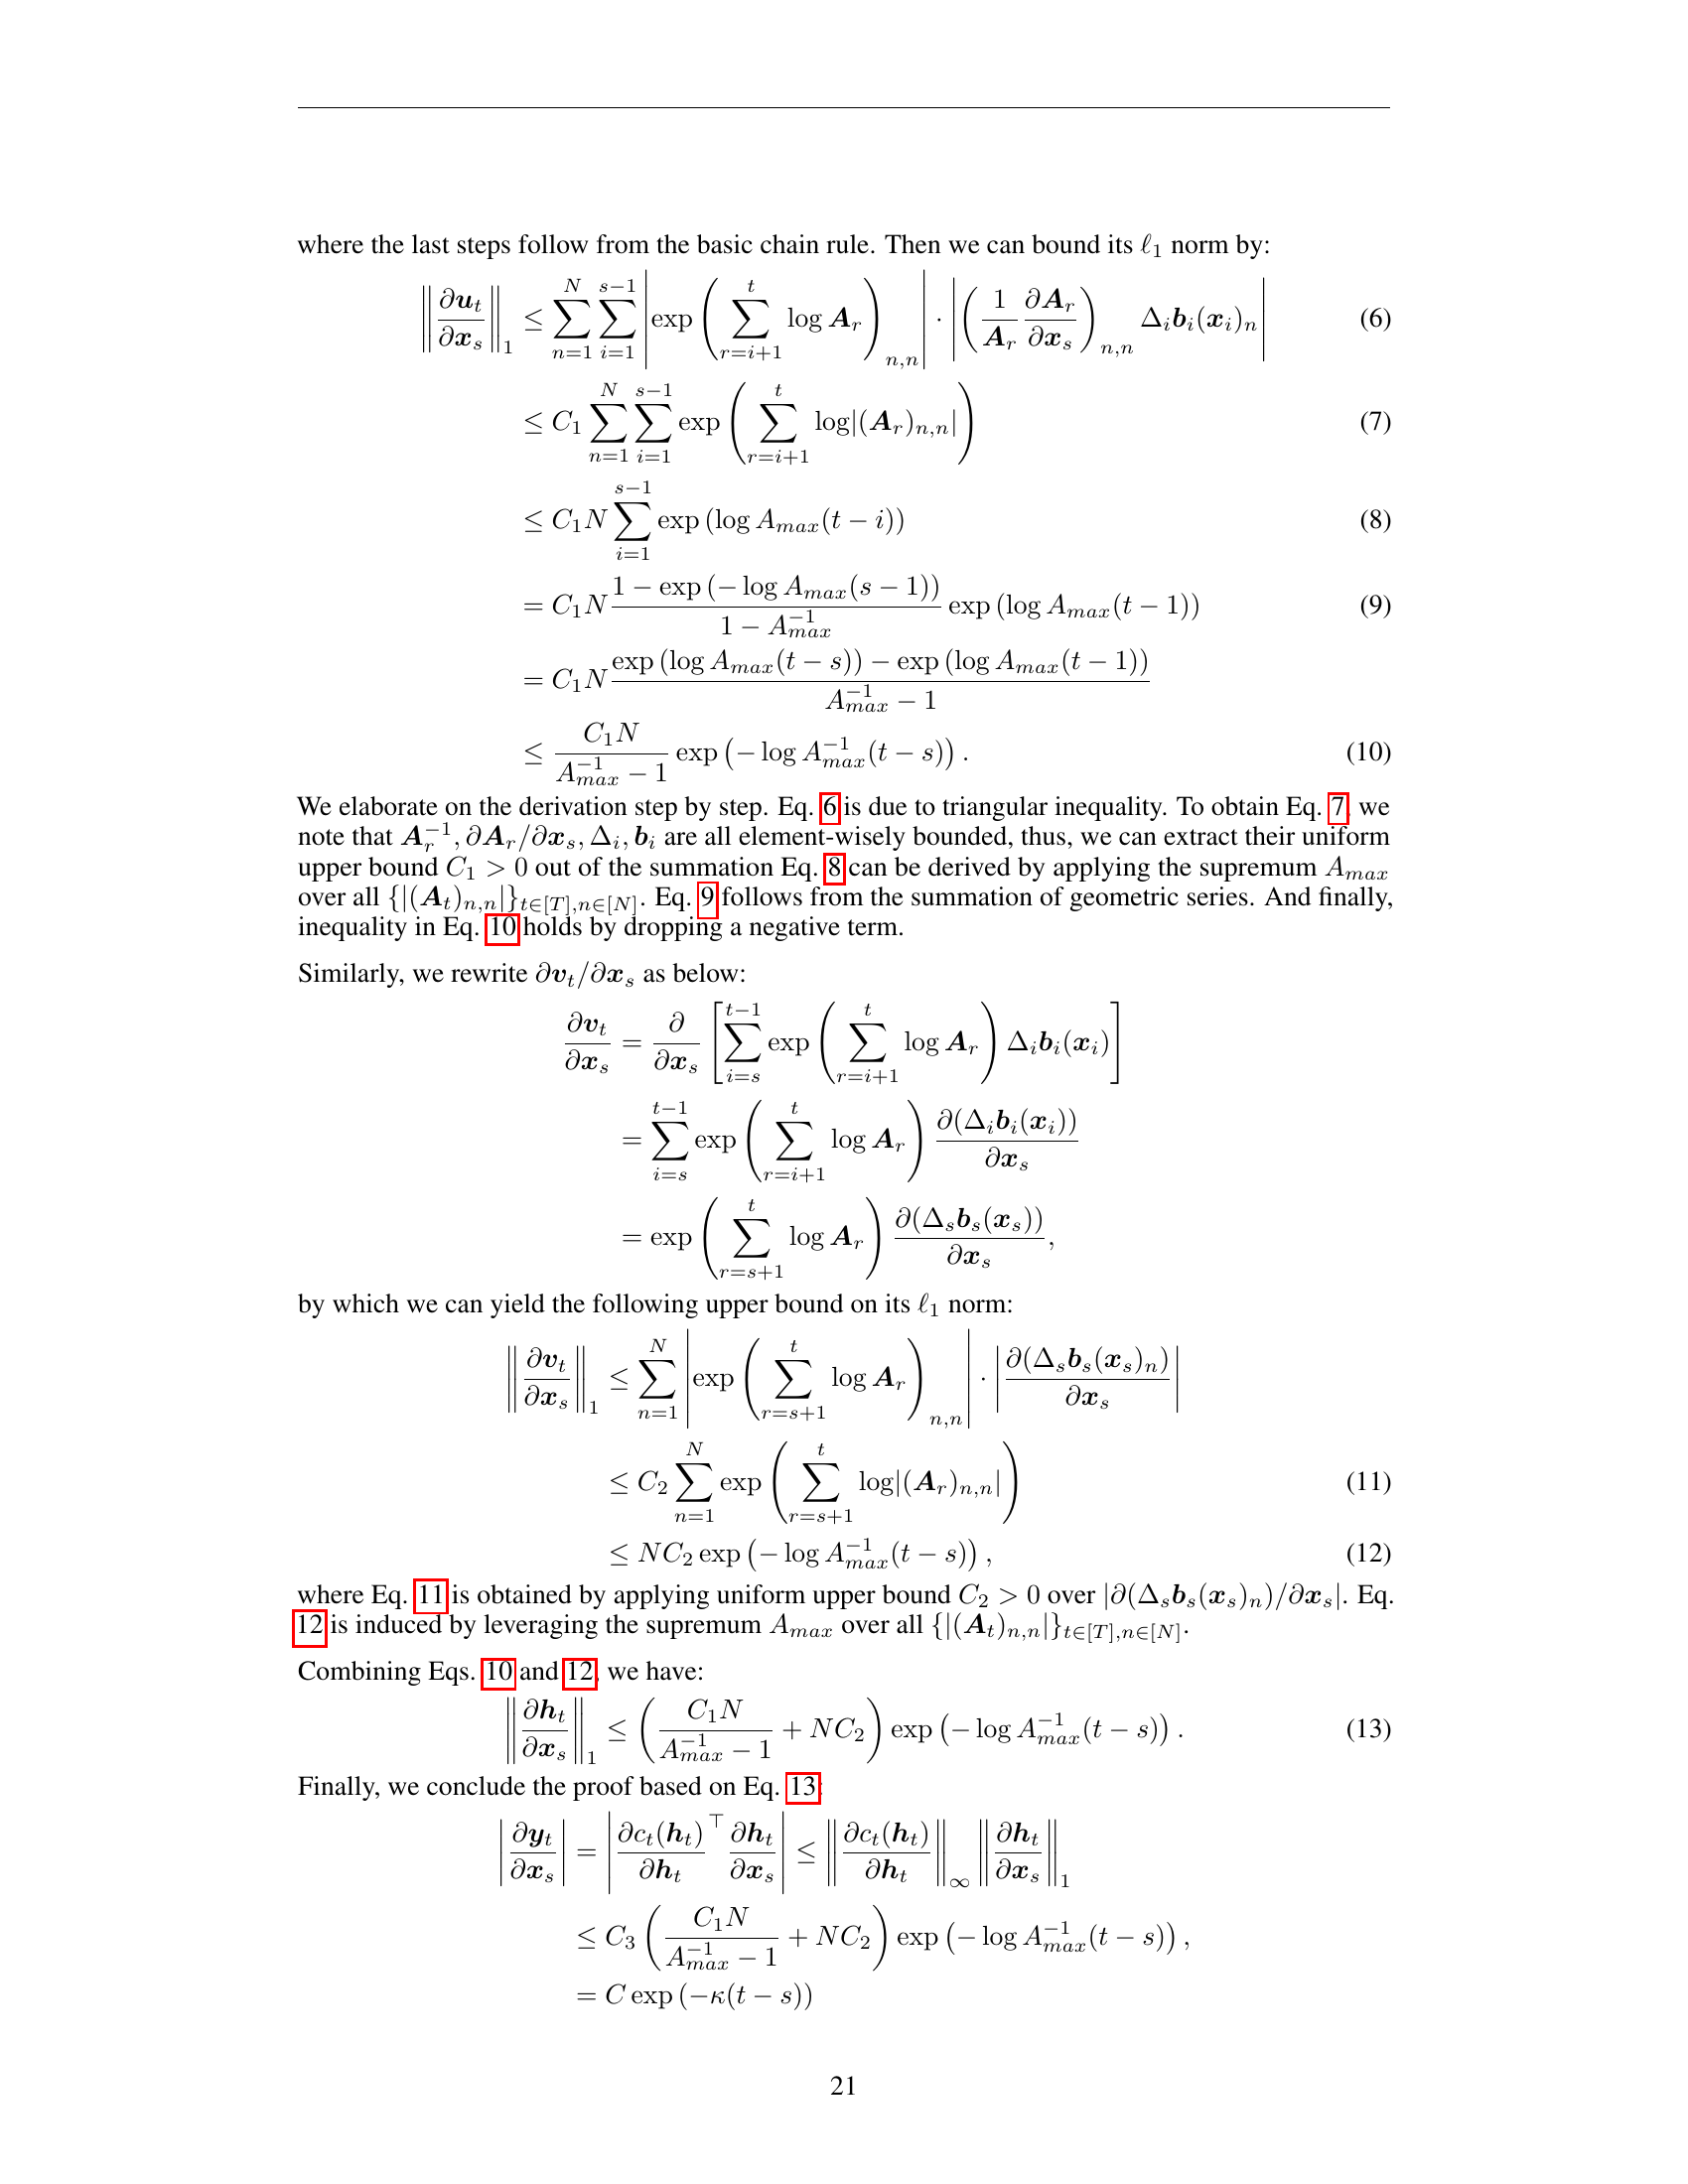 where the last steps follow from the basic chain rule. Then we can bound its ℓ₁ norm by:
$\left\| \frac{\partial \boldsymbol{u}_t}{\partial \boldsymbol{x}_s} \right\|_1 \leq \sum_{n=1}^{N} \sum_{i=1}^{s-1} \left| \exp\left( \sum_{r=i+1}^{t} \log \boldsymbol{A}_r \right)_{n,n} \right| \cdot \left| \left( \frac{1}{\boldsymbol{A}_r} \frac{\partial \boldsymbol{A}_r}{\partial \boldsymbol{x}_s} \right)_{n,n} \Delta_i \boldsymbol{b}_i(\boldsymbol{x}_i)_n \right|$ (6)
$\leq C_1 \sum_{n=1}^{N} \sum_{i=1}^{s-1} \exp\left( \sum_{r=i+1}^{t} \log |(\boldsymbol{A}_r)_{n,n}| \right)$ (7)
$\leq C_1 N \sum_{i=1}^{s-1} \exp\left( \log A_{max}(t-i) \right)$ (8)
$= C_1 N \frac{1 - \exp\left( -\log A_{max}(s-1) \right)}{1 - A_{max}^{-1}} \exp\left( \log A_{max}(t-1) \right)$ (9)
$= C_1 N \frac{\exp\left( \log A_{max}(t-s) \right) - \exp\left( \log A_{max}(t-1) \right)}{A_{max}^{-1} - 1}$
$\leq \frac{C_1 N}{A_{max}^{-1} - 1} \exp\left( -\log A_{max}^{-1}(t-s) \right).$ (10)
We elaborate on the derivation step by step. Eq. 6 is due to triangular inequality. To obtain Eq. 7, we
note that $\boldsymbol{A}_r^{-1}, \partial \boldsymbol{A}_r/\partial \boldsymbol{x}_s, \Delta_i, \boldsymbol{b}_i$ are all element-wisely bounded, thus, we can extract their uniform
upper bound $C_1 > 0$ out of the summation Eq. 8 can be derived by applying the supremum $A_{max}$
over all $\{|(\boldsymbol{A}_t)_{n,n}|\}_{t \in [T], n \in [N]}$. Eq. 9 follows from the summation of geometric series. And finally,
inequality in Eq. 10 holds by dropping a negative term.
Similarly, we rewrite $\partial \boldsymbol{v}_t/\partial \boldsymbol{x}_s$ as below:
$\frac{\partial \boldsymbol{v}_t}{\partial \boldsymbol{x}_s} = \frac{\partial}{\partial \boldsymbol{x}_s} \left[ \sum_{i=s}^{t-1} \exp\left( \sum_{r=i+1}^{t} \log \boldsymbol{A}_r \right) \Delta_i \boldsymbol{b}_i(\boldsymbol{x}_i) \right]$
$= \sum_{i=s}^{t-1} \exp\left( \sum_{r=i+1}^{t} \log \boldsymbol{A}_r \right) \frac{\partial(\Delta_i \boldsymbol{b}_i(\boldsymbol{x}_i))}{\partial \boldsymbol{x}_s}$
$= \exp\left( \sum_{r=s+1}^{t} \log \boldsymbol{A}_r \right) \frac{\partial(\Delta_s \boldsymbol{b}_s(\boldsymbol{x}_s))}{\partial \boldsymbol{x}_s},$
by which we can yield the following upper bound on its ℓ₁ norm:
$\left\| \frac{\partial \boldsymbol{v}_t}{\partial \boldsymbol{x}_s} \right\|_1 \leq \sum_{n=1}^{N} \left| \exp\left( \sum_{r=s+1}^{t} \log \boldsymbol{A}_r \right)_{n,n} \right| \cdot \left| \frac{\partial(\Delta_s \boldsymbol{b}_s(\boldsymbol{x}_s)_n)}{\partial \boldsymbol{x}_s} \right|$
$\leq C_2 \sum_{n=1}^{N} \exp\left( \sum_{r=s+1}^{t} \log |(\boldsymbol{A}_r)_{n,n}| \right)$ (11)
$\leq N C_2 \exp\left( -\log A_{max}^{-1}(t-s) \right),$ (12)
where Eq. 11 is obtained by applying uniform upper bound $C_2 > 0$ over $|\partial(\Delta_s \boldsymbol{b}_s(\boldsymbol{x}_s)_n)/\partial \boldsymbol{x}_s|$. Eq.
12 is induced by leveraging the supremum $A_{max}$ over all $\{|(\boldsymbol{A}_t)_{n,n}|\}_{t \in [T], n \in [N]}$.
Combining Eqs. 10 and 12, we have:
$\left\| \frac{\partial \boldsymbol{h}_t}{\partial \boldsymbol{x}_s} \right\|_1 \leq \left( \frac{C_1 N}{A_{max}^{-1} - 1} + N C_2 \right) \exp\left( -\log A_{max}^{-1}(t-s) \right).$ (13)
Finally, we conclude the proof based on Eq. 13:
$\left| \frac{\partial \boldsymbol{y}_t}{\partial \boldsymbol{x}_s} \right| = \left| \frac{\partial c_t(\boldsymbol{h}_t)}{\partial \boldsymbol{h}_t}^\top \frac{\partial \boldsymbol{h}_t}{\partial \boldsymbol{x}_s} \right| \leq \left\| \frac{\partial c_t(\boldsymbol{h}_t)}{\partial \boldsymbol{h}_t} \right\|_\infty \left\| \frac{\partial \boldsymbol{h}_t}{\partial \boldsymbol{x}_s} \right\|_1$
$\leq C_3 \left( \frac{C_1 N}{A_{max}^{-1} - 1} + N C_2 \right) \exp\left( -\log A_{max}^{-1}(t-s) \right),$
$= C \exp\left( -\kappa(t-s) \right)$
21